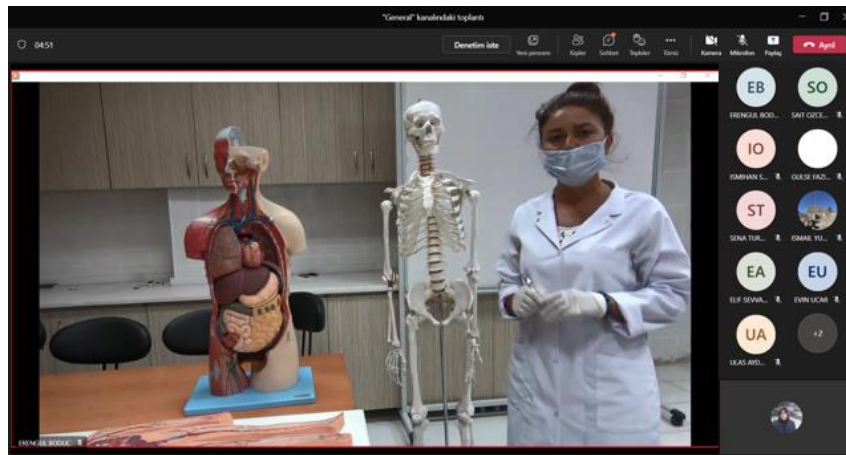 "General" kanalındaki toplantı
04:51
Denetim iste
Yeni pencere
Kişiler
Sohbet
Tepkiler
Kamera
Mikrofon
Paylaş
Ayrıl
EB
SO
ERENGUL BOD...
SAIT OZCE...
IO
ISMIHAN S...
GULSE FAZI...
ST
SENA TUR...
ISMAIL YU...
EA
EU
ELIF SEVVA...
EVIN UCAR
UA
+2
ULAS AYD...
ERENGUL BODUC